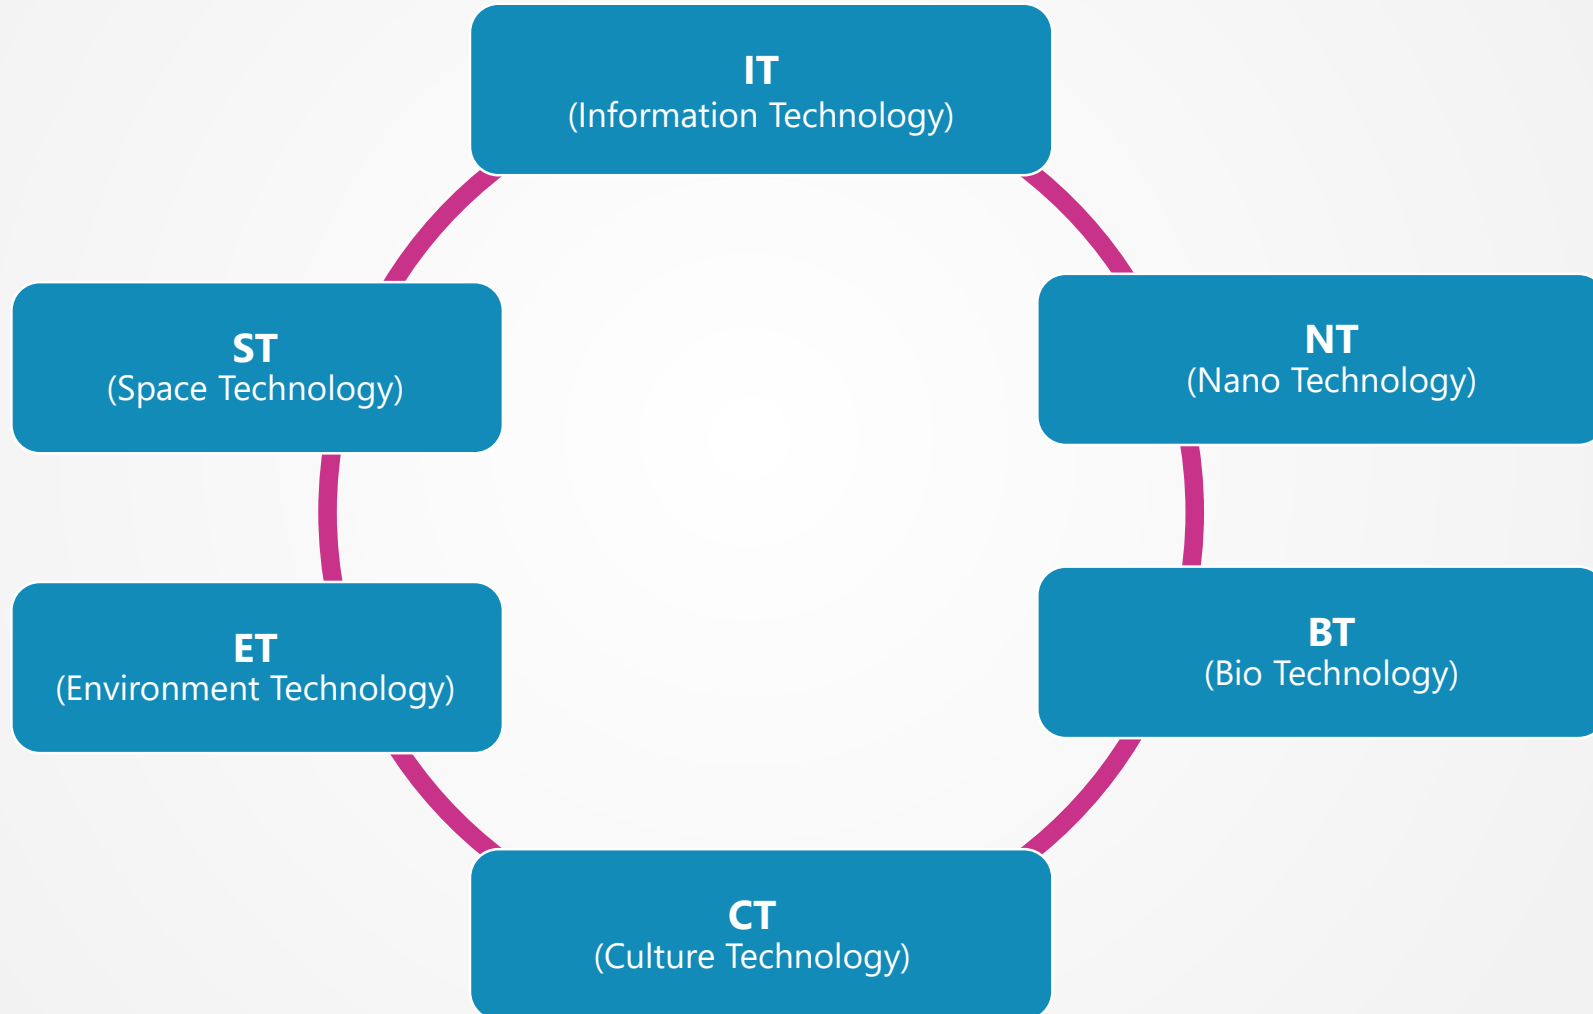 IT
(Information Technology)
ST
(Space Technology)
NT
(Nano Technology)
ET
(Environment Technology)
BT
(Bio Technology)
CT
(Culture Technology)